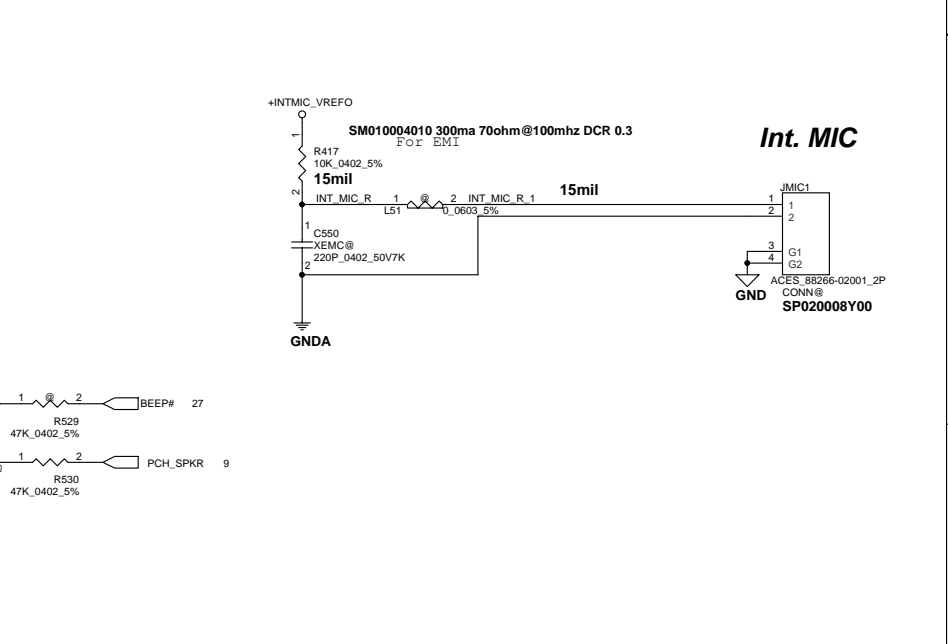 +INTMIC_VREFO
SM010004010 300ma 70ohm@100mhz DCR 0.3
For EMI
Int. MIC
1
R417
10K_0402_5%
15mil
2
INT_MIC_R
1
@
2
INT_MIC_R_1
15mil
L51
0_0603_5%
JMIC1
1
1
2
2
1
C550
XEMC@
220P_0402_50V7K
2
3
G1
4
G2
GND
ACES_88266-02001_2P
CONN@
SP020008Y00
GNDA
1
@
2
BEEP# 27
R529
47K_0402_5%
1
2
PCH_SPKR 9
R530
47K_0402_5%